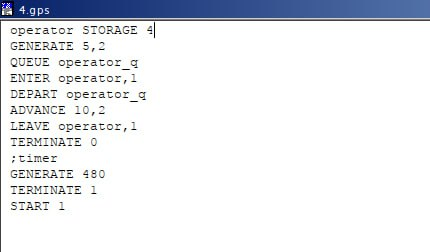 4.gps
operator STORAGE 4
GENERATE 5,2
QUEUE operator_q
ENTER operator,1
DEPART operator_q
ADVANCE 10,2
LEAVE operator,1
TERMINATE 0
;timer
GENERATE 480
TERMINATE 1
START 1